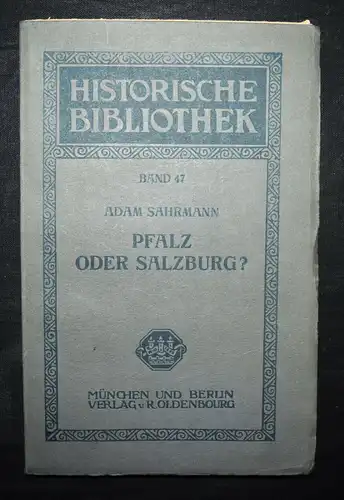 HISTORISCHE
BIBLIOTHEK
BAND 47
ADAM SAHRMANN
PFALZ
ODER SALZBURG?
MÜNCHEN UND BERLIN
VERLAG V. R. OLDENBOURG